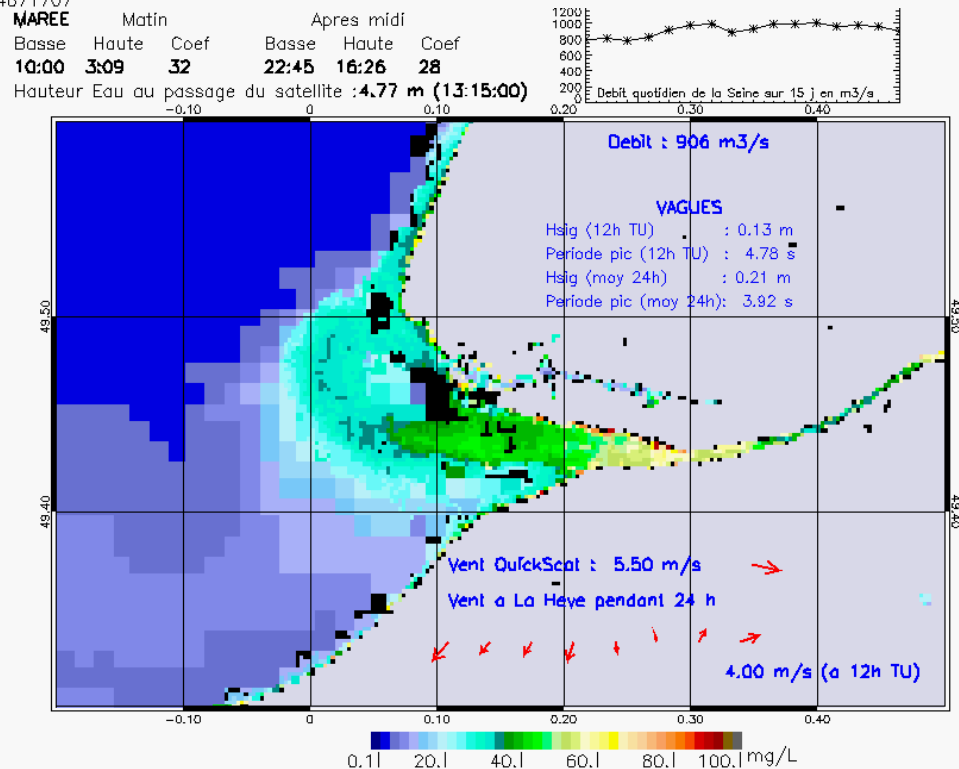 MAREE Matin Apres midi
Basse Haute Coef Basse Haute Coef
10:00 3:09 32 22:45 16:26 28
Hauteur Eau au passage du satellite :4.77 m (13:15:00)
1200
1000
800
600
400
200
0
Debit quotidien de la Seine sur 15 j en m3/s
-0.10 0 0.10 0.20 0.30 0.40
Debit : 906 m3/s
VAGUES
Hsig (12h TU) : 0.13 m
Periode pic (12h TU) : 4.78 s
Hsig (moy 24h) : 0.21 m
Periode pic (moy 24h): 3.92 s
49.50 49.50
49.40 49.40
Vent QuickScat : 5.50 m/s
Vent a La Heve pendant 24 h
4.00 m/s (a 12h TU)
-0.10 0 0.10 0.20 0.30 0.40
0.1| 20.| 40.| 60.| 80.| 100.| mg/L